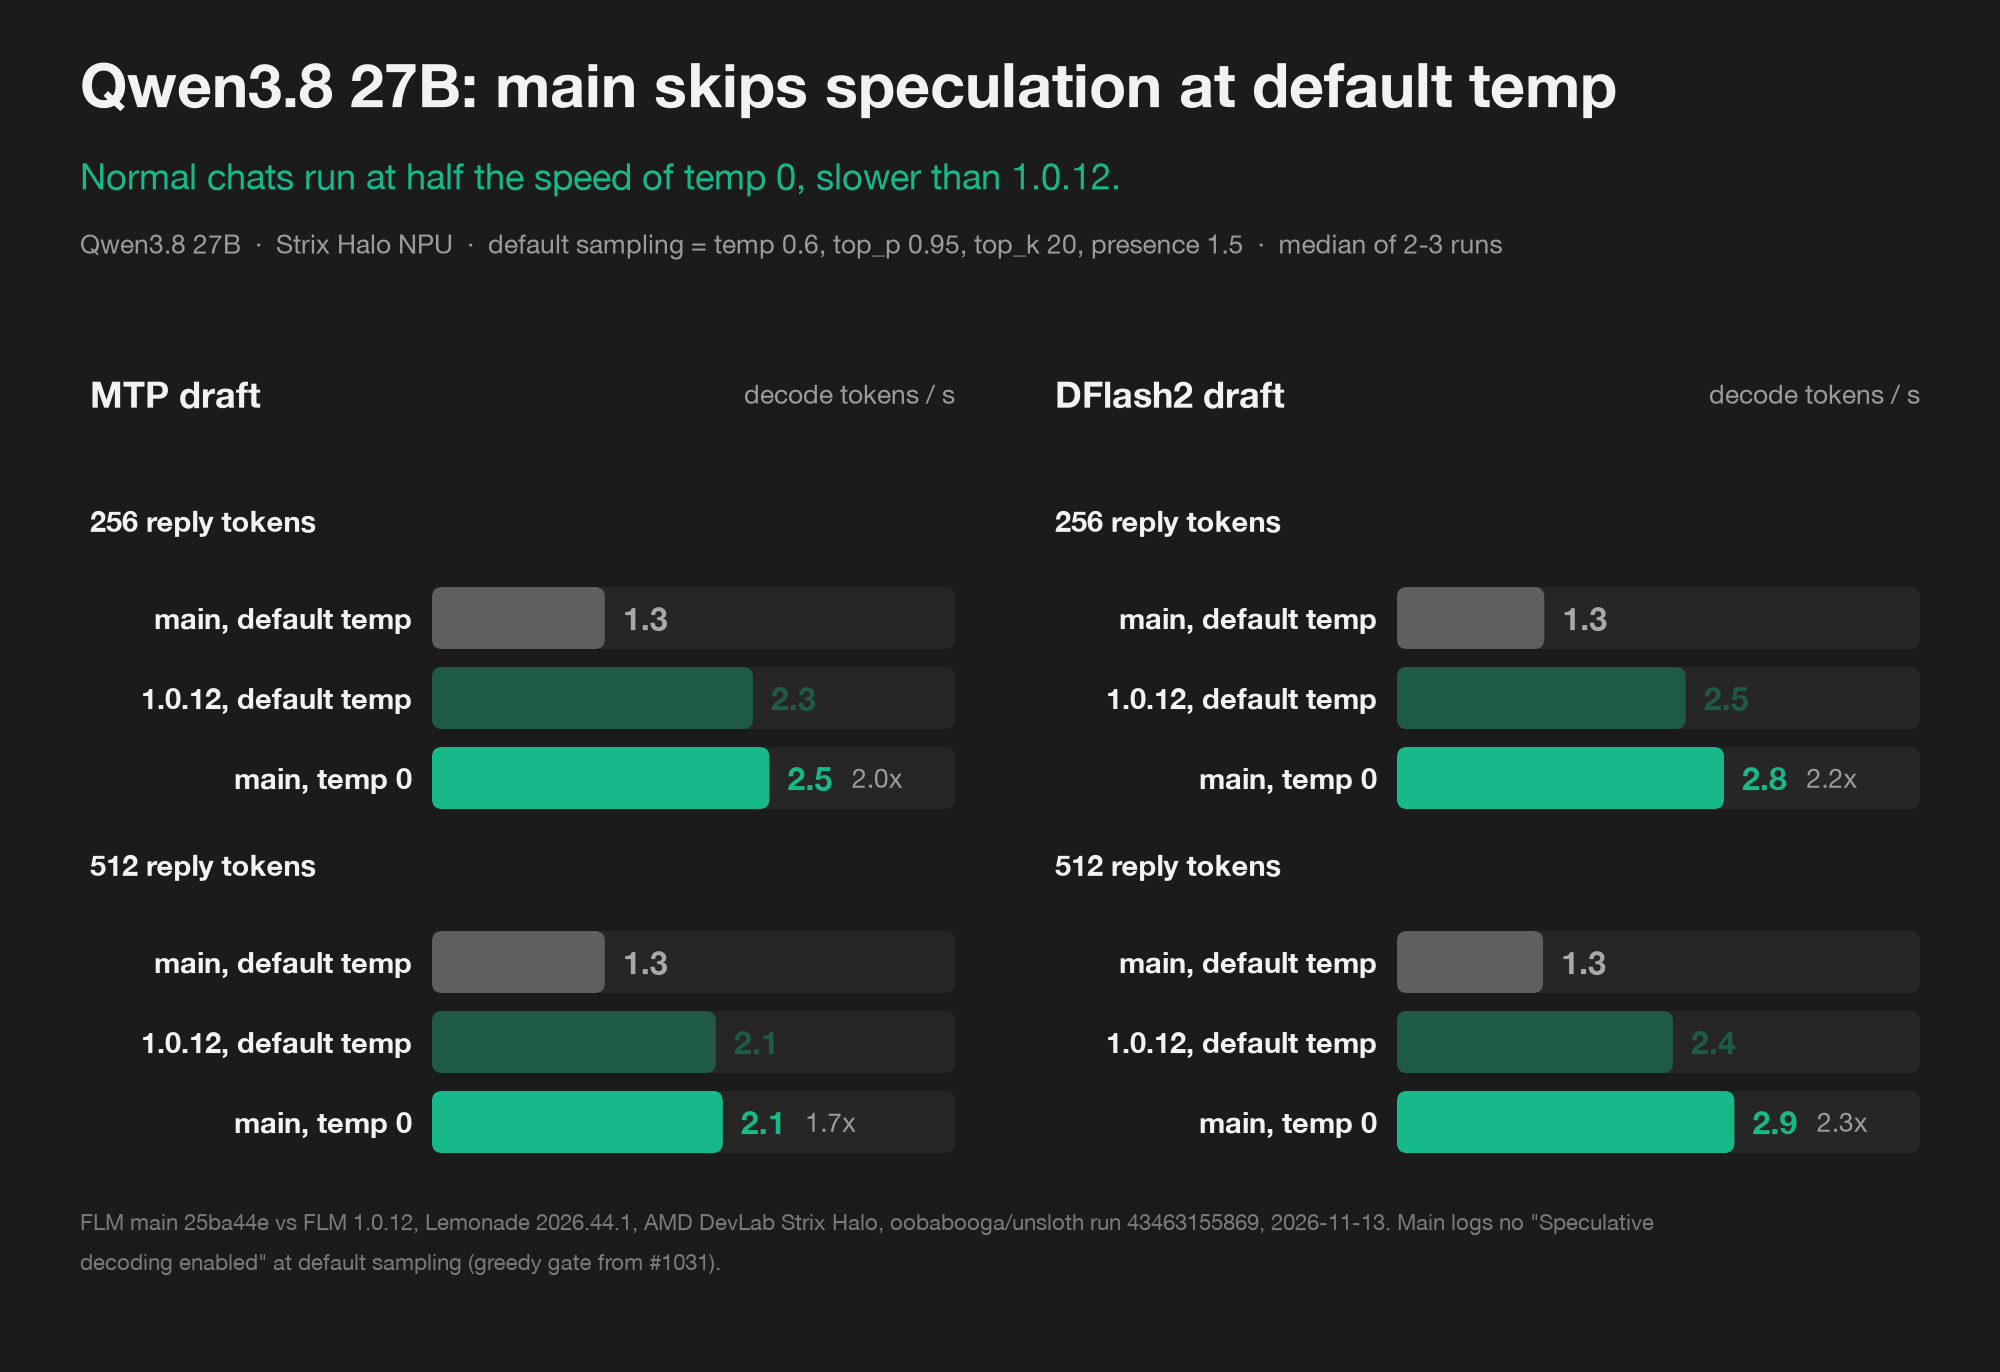 Qwen3.8 27B: main skips speculation at default temp
Normal chats run at half the speed of temp 0, slower than 1.0.12.
Qwen3.8 27B · Strix Halo NPU · default sampling = temp 0.6, top_p 0.95, top_k 20, presence 1.5 · median of 2-3 runs
MTP draft
decode tokens / s
256 reply tokens
main, default temp 1.3
1.0.12, default temp 2.3
main, temp 0 2.5 2.0x
512 reply tokens
main, default temp 1.3
1.0.12, default temp 2.1
main, temp 0 2.1 1.7x
DFlash2 draft
decode tokens / s
256 reply tokens
main, default temp 1.3
1.0.12, default temp 2.5
main, temp 0 2.8 2.2x
512 reply tokens
main, default temp 1.3
1.0.12, default temp 2.4
main, temp 0 2.9 2.3x
FLM main 25ba44e vs FLM 1.0.12, Lemonade 2026.44.1, AMD DevLab Strix Halo, oobabooga/unsloth run 43463155869, 2026-11-13. Main logs no "Speculative
decoding enabled" at default sampling (greedy gate from #1031).